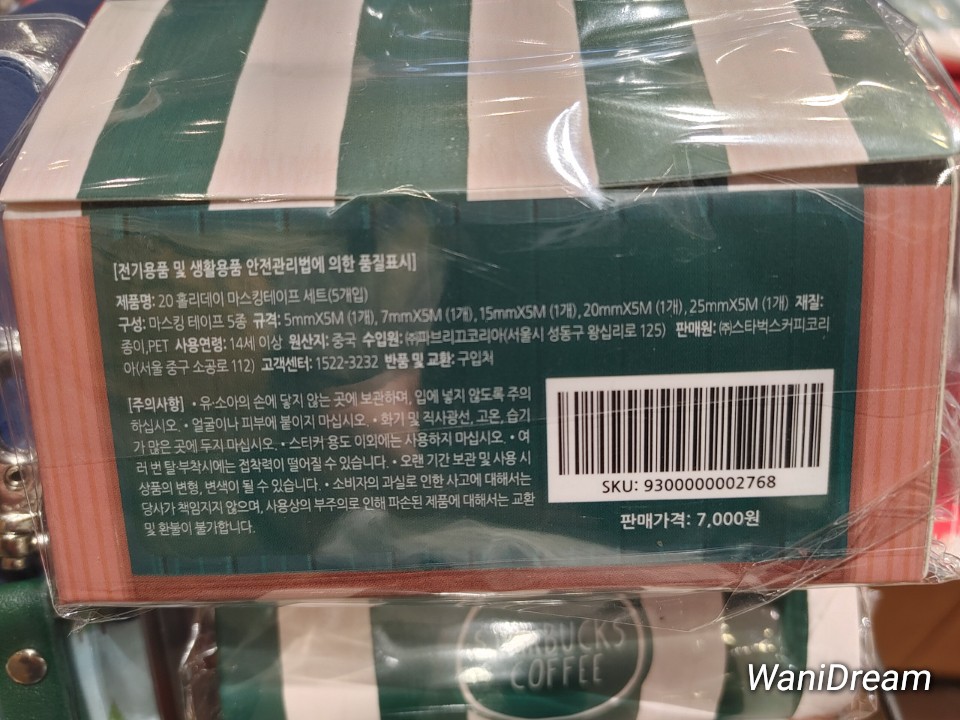 [전기용품 및 생활용품 안전관리법에 의한 품질표시]
제품명: 20 홀리데이 마스킹테이프 세트(5개입)
구성: 마스킹 테이프 5종 규격: 5mmX5M (1개), 7mmX5M (1개), 15mmX5M (1개), 20mmX5M (1개), 25mmX5M (1개) 재질:
종이,PET 사용연령: 14세 이상 원산지: 중국 수입원: ㈜파브리끄코리아(서울시 성동구 왕십리로 125) 판매원: ㈜스타벅스커피코리
아(서울 중구 소공로 112) 고객센터: 1522-3232 반품 및 교환: 구입처
[주의사항] • 유·소아의 손에 닿지 않는 곳에 보관하며, 입에 넣지 않도록 주의
하십시오. • 얼굴이나 피부에 붙이지 마십시오. • 화기 및 직사광선, 고온, 습기
가 많은 곳에 두지 마십시오. • 스티커 용도 이외에는 사용하지 마십시오. • 여
러 번 탈·부착시에는 접착력이 떨어질 수 있습니다. • 오랜 기간 보관 및 사용 시
상품의 변형, 변색이 될 수 있습니다. • 소비자의 과실로 인한 사고에 대해서는
당사가 책임지지 않으며, 사용상의 부주의로 인해 파손된 제품에 대해서는 교환
및 환불이 불가합니다.
SKU: 9300000002768
판매가격: 7,000원
STARBUCKS
COFFEE
WaniDream